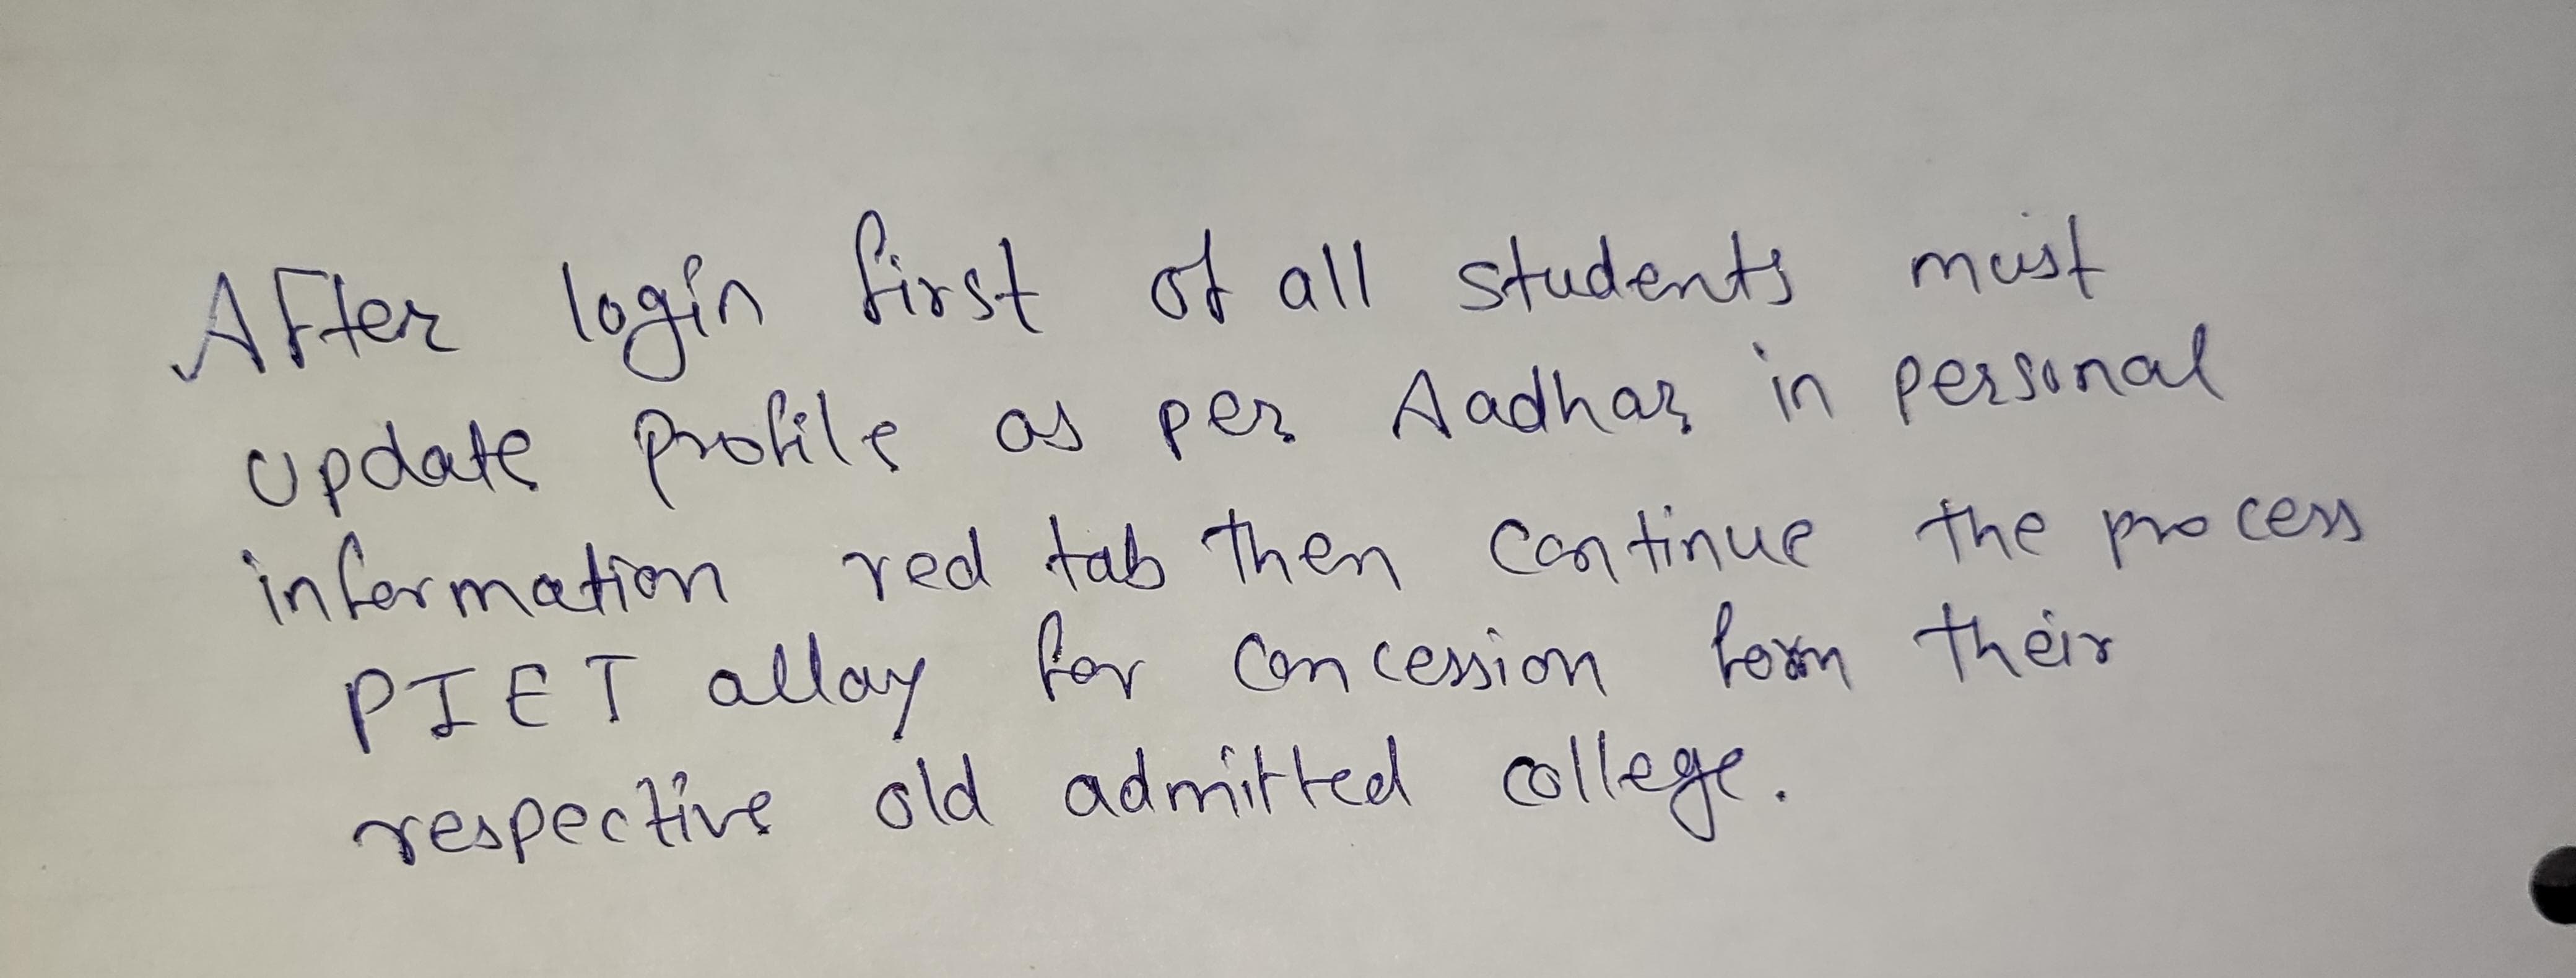 After login first of all students must
update profile as per Aadhar in personal
information red tab then continue the process
PIET allay for concession form their
respective old admitted college.